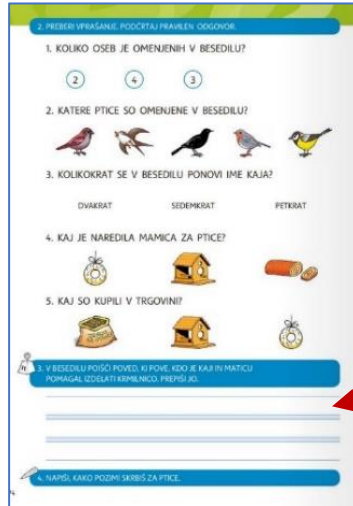 2. PREBERI VPRAŠANJE. PODČRTAJ PRAVILEN ODGOVOR.
1. KOLIKO OSEB JE OMENJENIH V BESEDILU?
2 4 3
2. KATERE PTICE SO OMENJENE V BESEDILU?
3. KOLIKOKRAT SE V BESEDILU PONOVI IME KAJA?
DVAKRAT SEDEMKRAT PETKRAT
4. KAJ JE NAREDILA MAMICA ZA PTICE?
5. KAJ SO KUPILI V TRGOVINI?
3. V BESEDILU POIŠČI POVED, KI POVE, KDO JE KAJI IN MATICU
POMAGAL IZDELATI KRMILNICO. PREPIŠI JO.
4. NAPIŠI, KAKO POZIMI SKRBIŠ ZA PTICE.